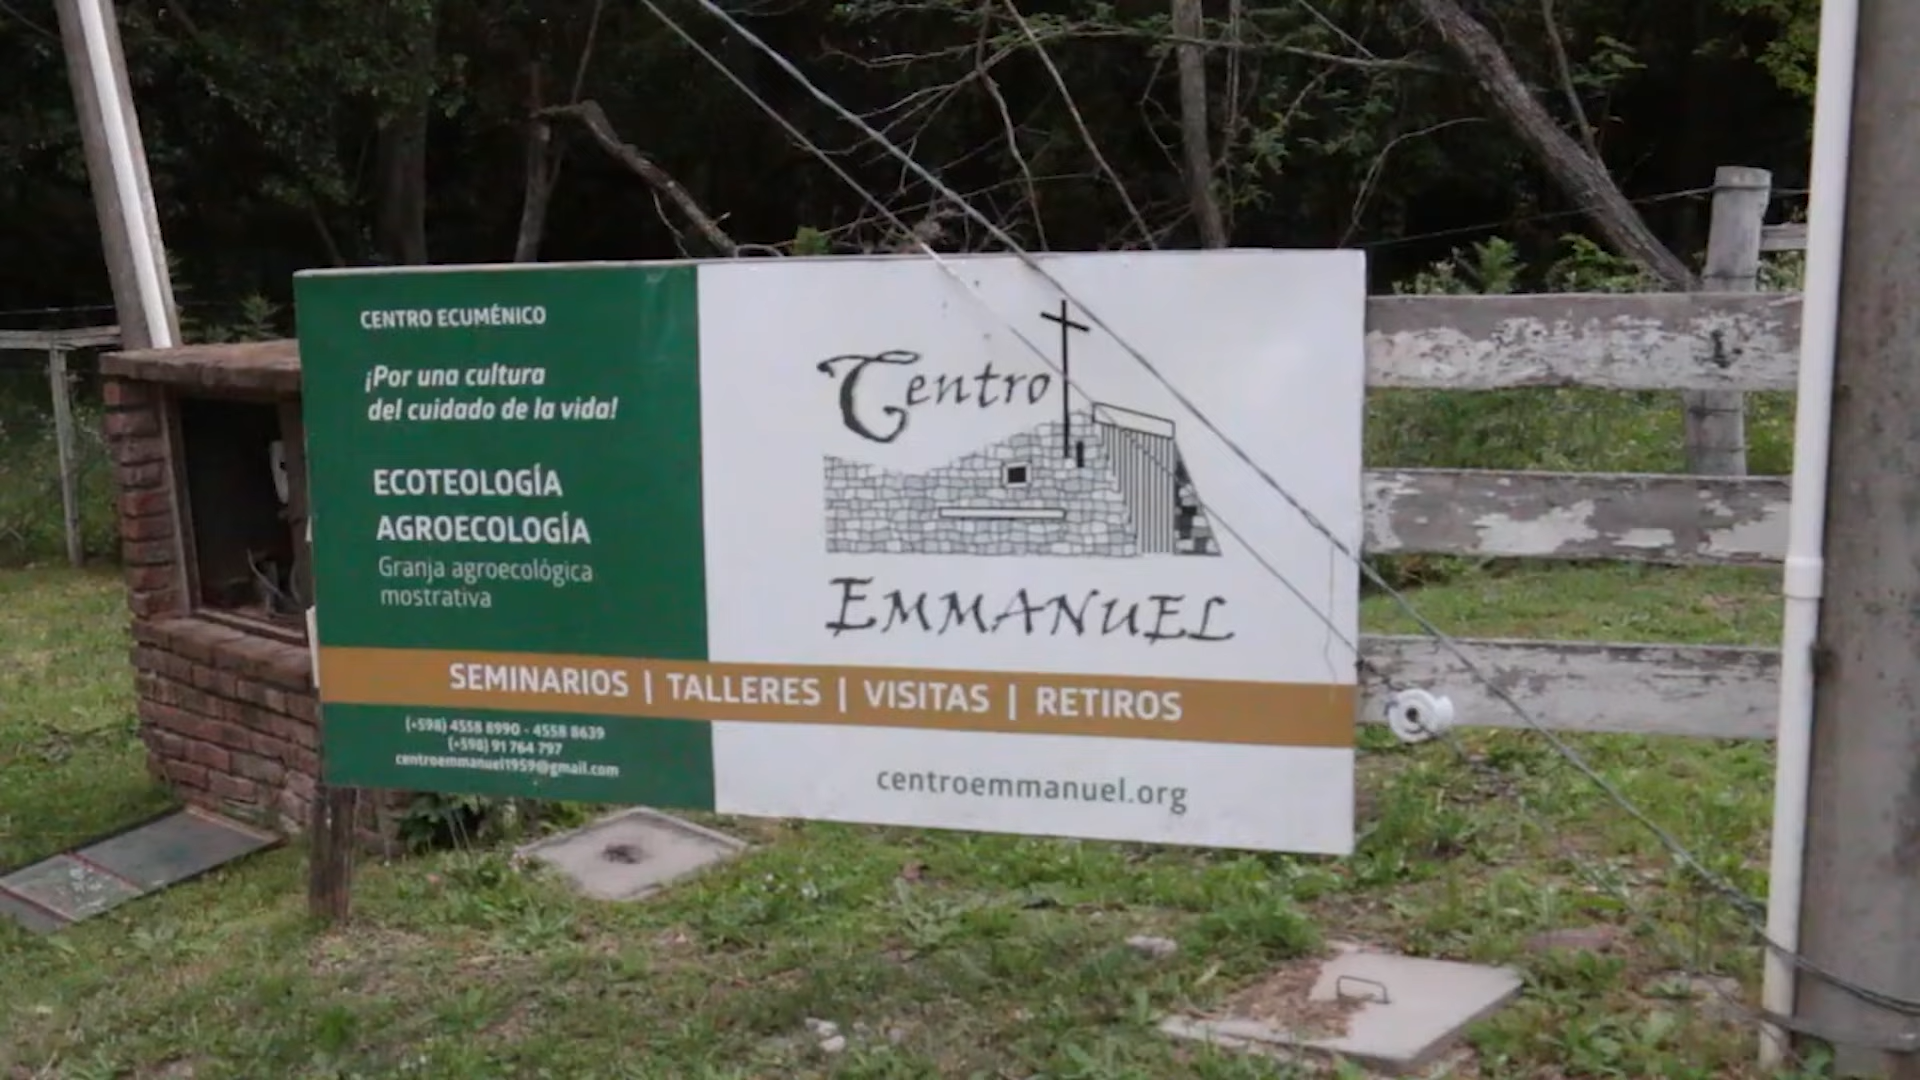 CENTRO ECUMÉNICO
¡Por una cultura
del cuidado de la vida!
ECOTEOLOGÍA
AGROECOLOGÍA
Granja agroecológica
mostrativa
Centro
EMMANUEL
SEMINARIOS | TALLERES | VISITAS | RETIROS
(+598) 4558 8990 - 4558 8639
(+598) 91 764 797
centroemmanuel1959@gmail.com
centroemmanuel.org